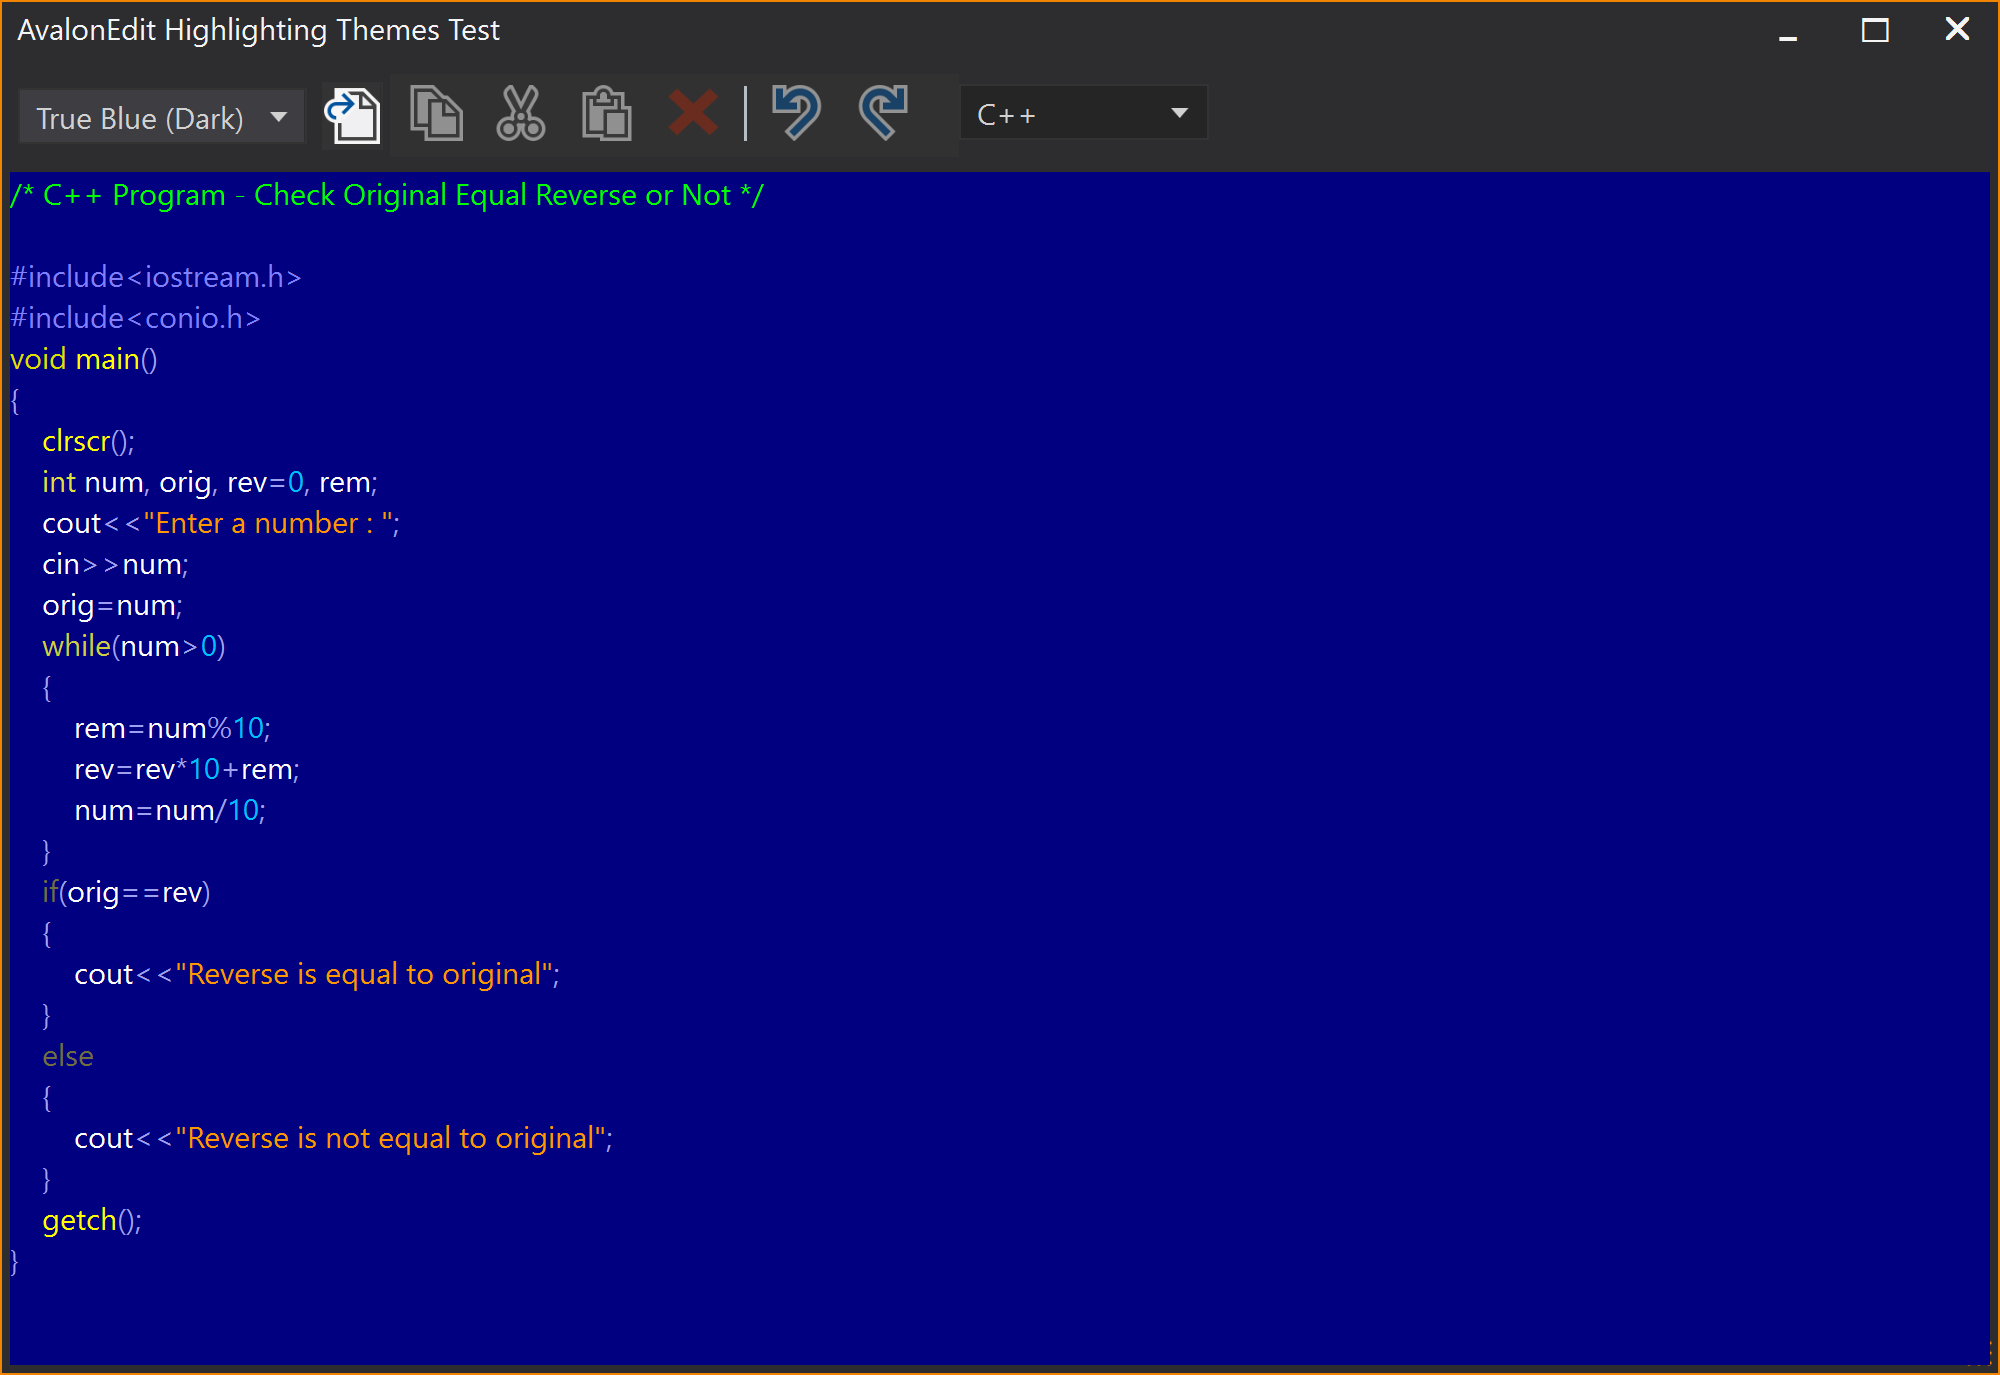 AvalonEdit Highlighting Themes Test
True Blue (Dark)
C++
/* C++ Program - Check Original Equal Reverse or Not */

#include<iostream.h>
#include<conio.h>
void main()
{
    clrscr();
    int num, orig, rev=0, rem;
    cout<<"Enter a number : ";
    cin>>num;
    orig=num;
    while(num>0)
    {
        rem=num%10;
        rev=rev*10+rem;
        num=num/10;
    }
    if(orig==rev)
    {
        cout<<"Reverse is equal to original";
    }
    else
    {
        cout<<"Reverse is not equal to original";
    }
    getch();
}